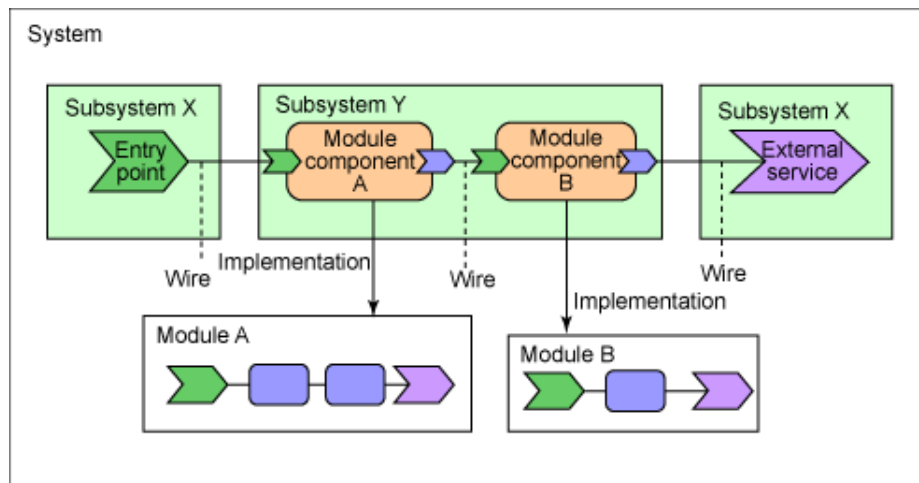 System
Subsystem X
Entry
point
Subsystem Y
Module
component
A
Module
component
B
Subsystem X
External
service
Wire
Implementation
Wire
Implementation
Wire
Module A
Module B